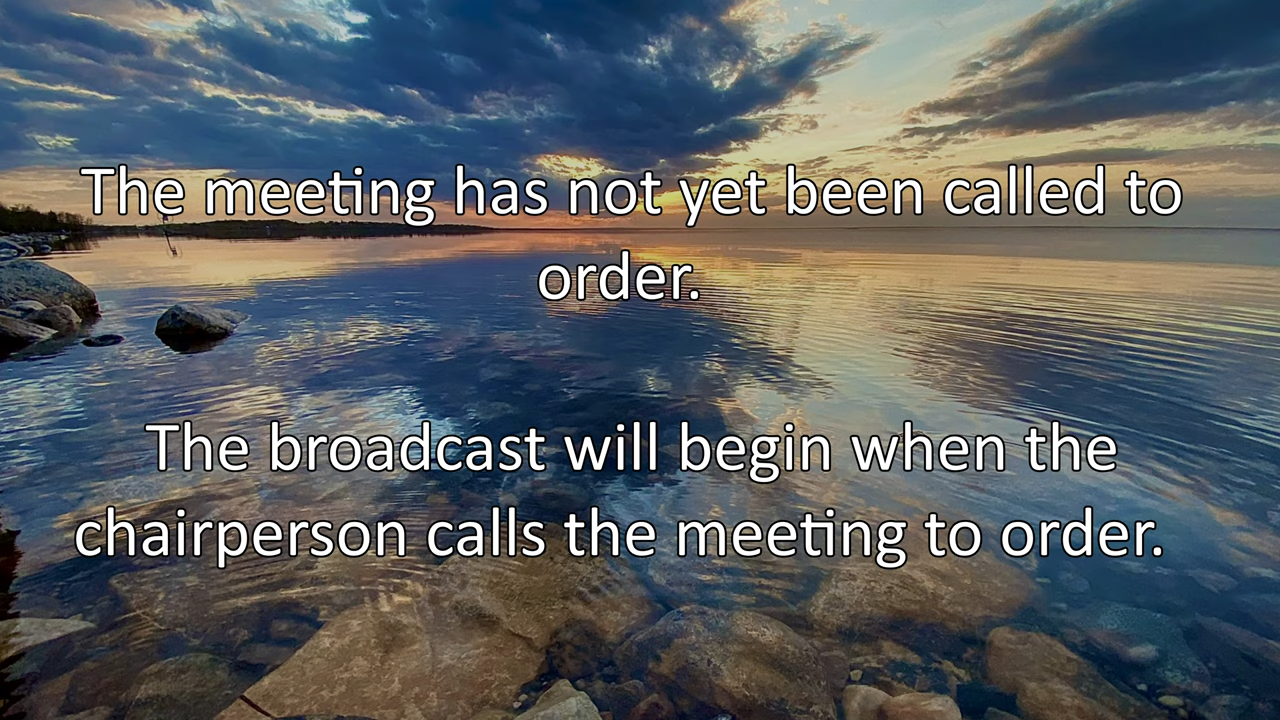 The meeting has not yet been called to
order.
The broadcast will begin when the
chairperson calls the meeting to order.